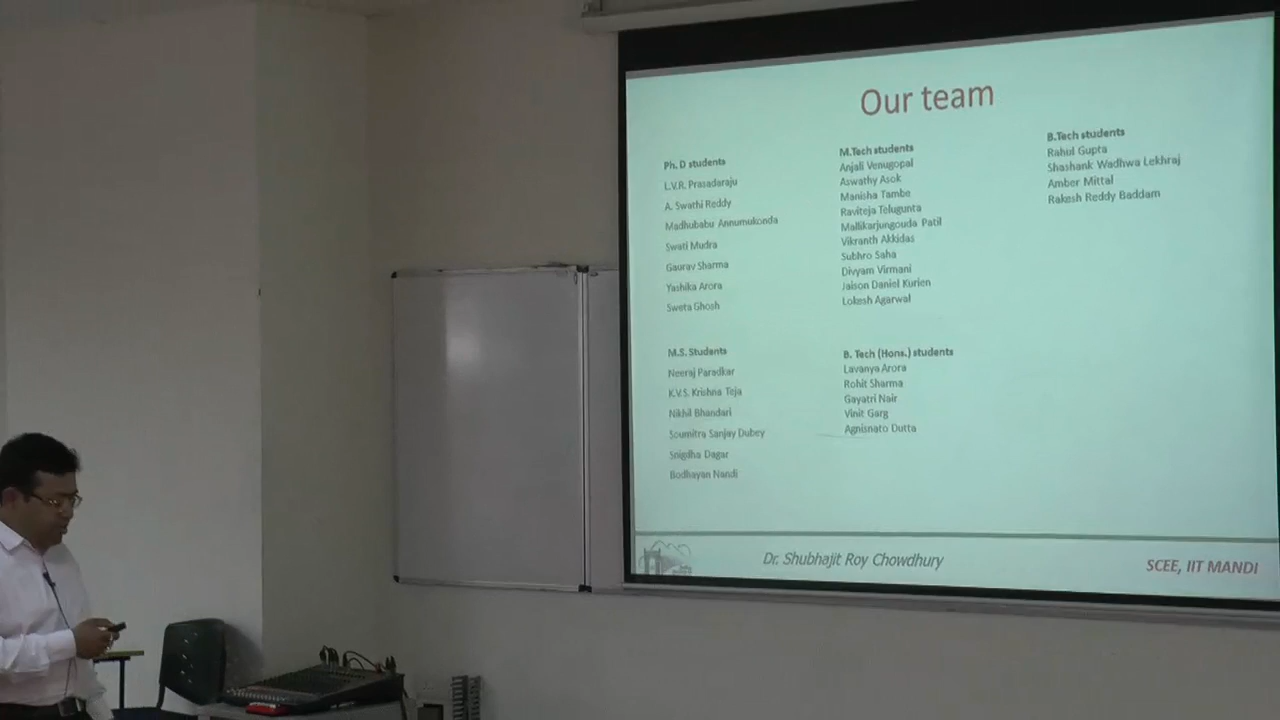 Our team
Ph. D students
L.V.R. Prasadaraju
A. Swathi Reddy
Madhubabu Annumukonda
Swati Mudra
Gaurav Sharma
Yashika Arora
Sweta Ghosh
M.S. Students
Neeraj Paradkar
K.V.S. Krishna Teja
Nikhil Bhandari
Soumitra Sanjay Dubey
Snigdha Dagar
Bodhayan Nandi
M.Tech students
Anjali Venugopal
Aswathy Asok
Manisha Tambe
Raviteja Telugunta
Mallikarjungouda Patil
Vikranth Akkidas
Subhro Saha
Divyam Virmani
Jaison Daniel Kurien
Lokesh Agarwal
B. Tech (Hons.) students
Lavanya Arora
Rohit Sharma
Gayatri Nair
Vinit Garg
Agnisnato Dutta
B.Tech students
Rahul Gupta
Shashank Wadhwa Lekhraj
Amber Mittal
Rakesh Reddy Baddam
Dr. Shubhajit Roy Chowdhury
SCEE, IIT MANDI